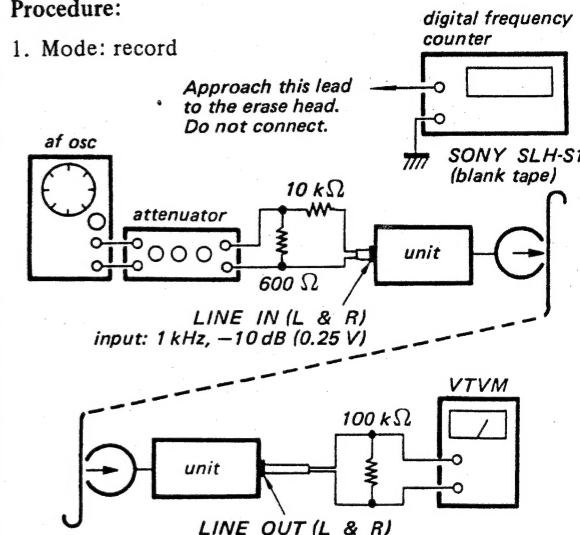 Procedure:
1. Mode: record
digital frequency
counter
Approach this lead
to the erase head.
Do not connect.
SONY SLH-S1
(blank tape)
af osc
attenuator
10 kΩ
600 Ω
unit
LINE IN (L & R)
input: 1 kHz, −10 dB (0.25 V)
VTVM
100 kΩ
unit
LINE OUT (L & R)